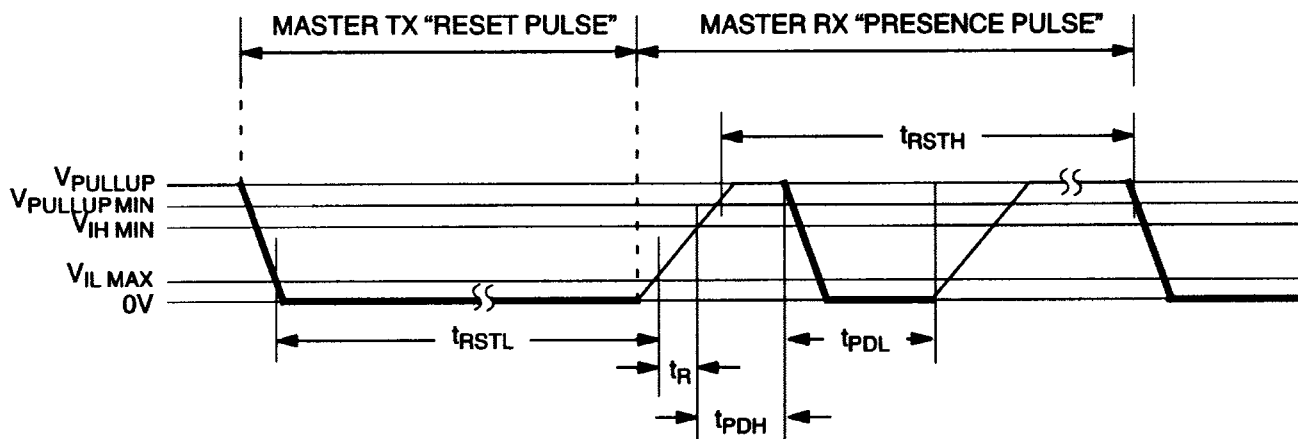 MASTER TX “RESET PULSE” MASTER RX “PRESENCE PULSE”
tRSTH
VPULLUP
VPULLUP MIN
VIH MIN
VIL MAX
0V
tRSTL
tR
tPDL
tPDH